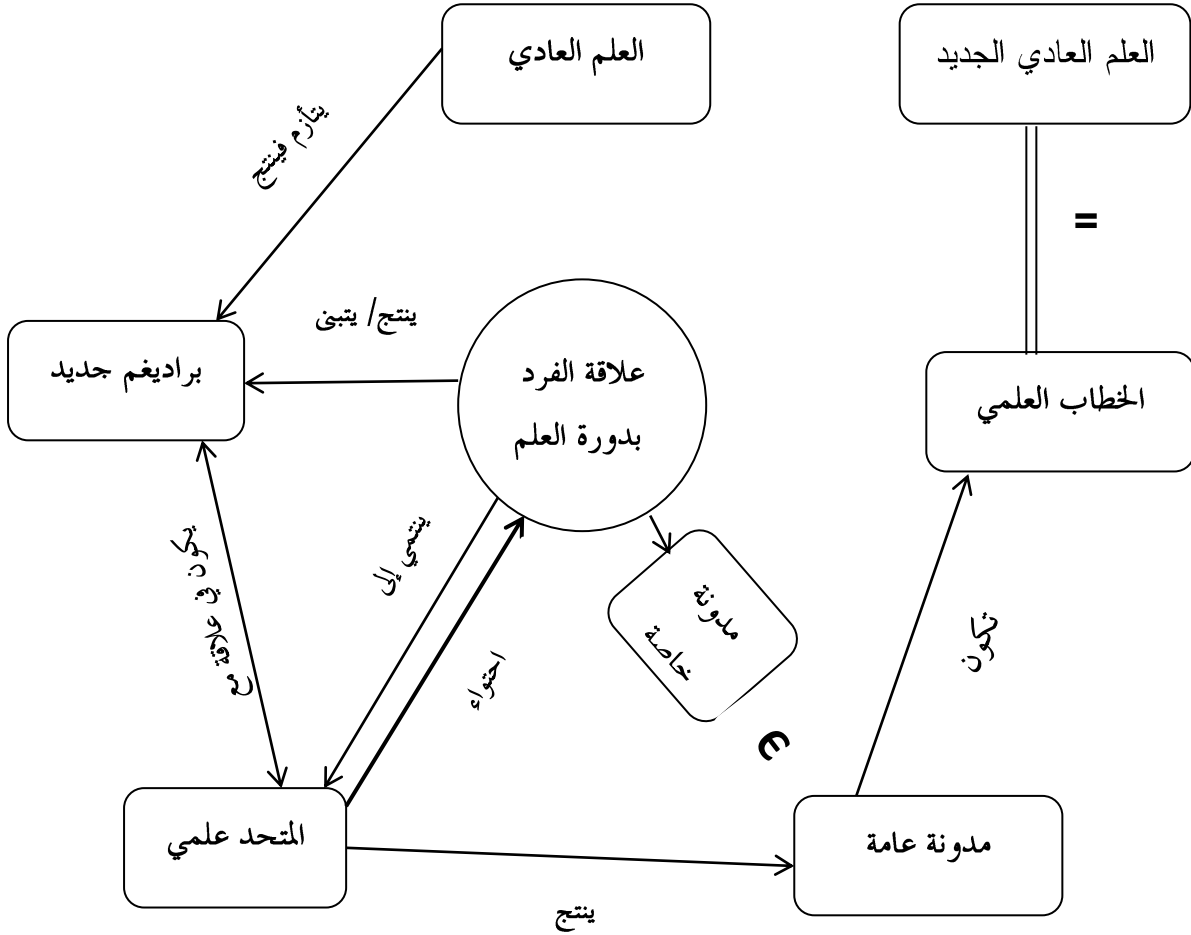 العلم العادي الجديد
العلم العادي
يتأزم فينتج
=
ينتج/ يتبنى
براديغم جديد
علاقة الفرد
بدورة العلم
الخطاب العلمي
يكون في علاقة مع
ينتمي إلى
احتواء
مدونة
خاصة
تكون
ω
المتحد علمي
مدونة عامة
ينتج